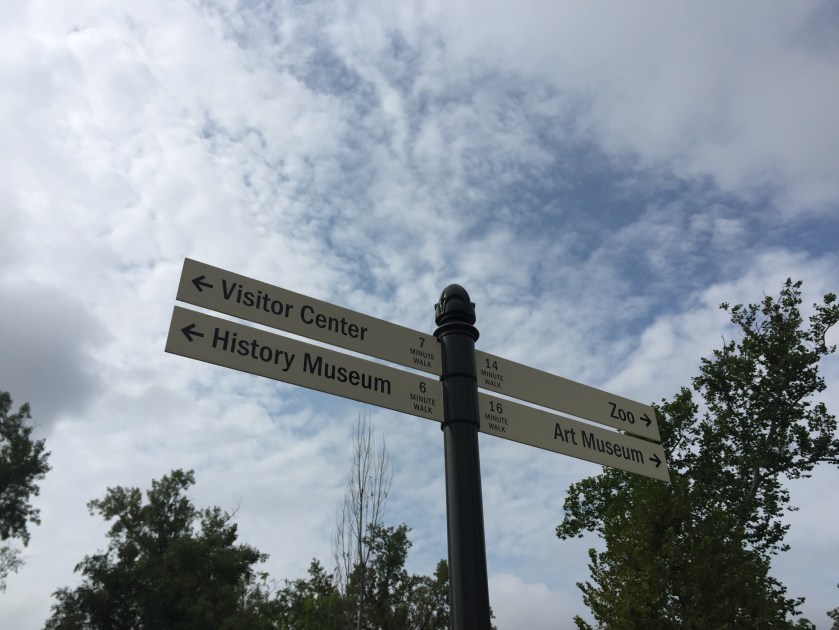 ← Visitor Center
7
MINUTE
WALK
← History Museum
6
MINUTE
WALK
14
MINUTE
WALK
Zoo →
16
MINUTE
WALK
Art Museum →